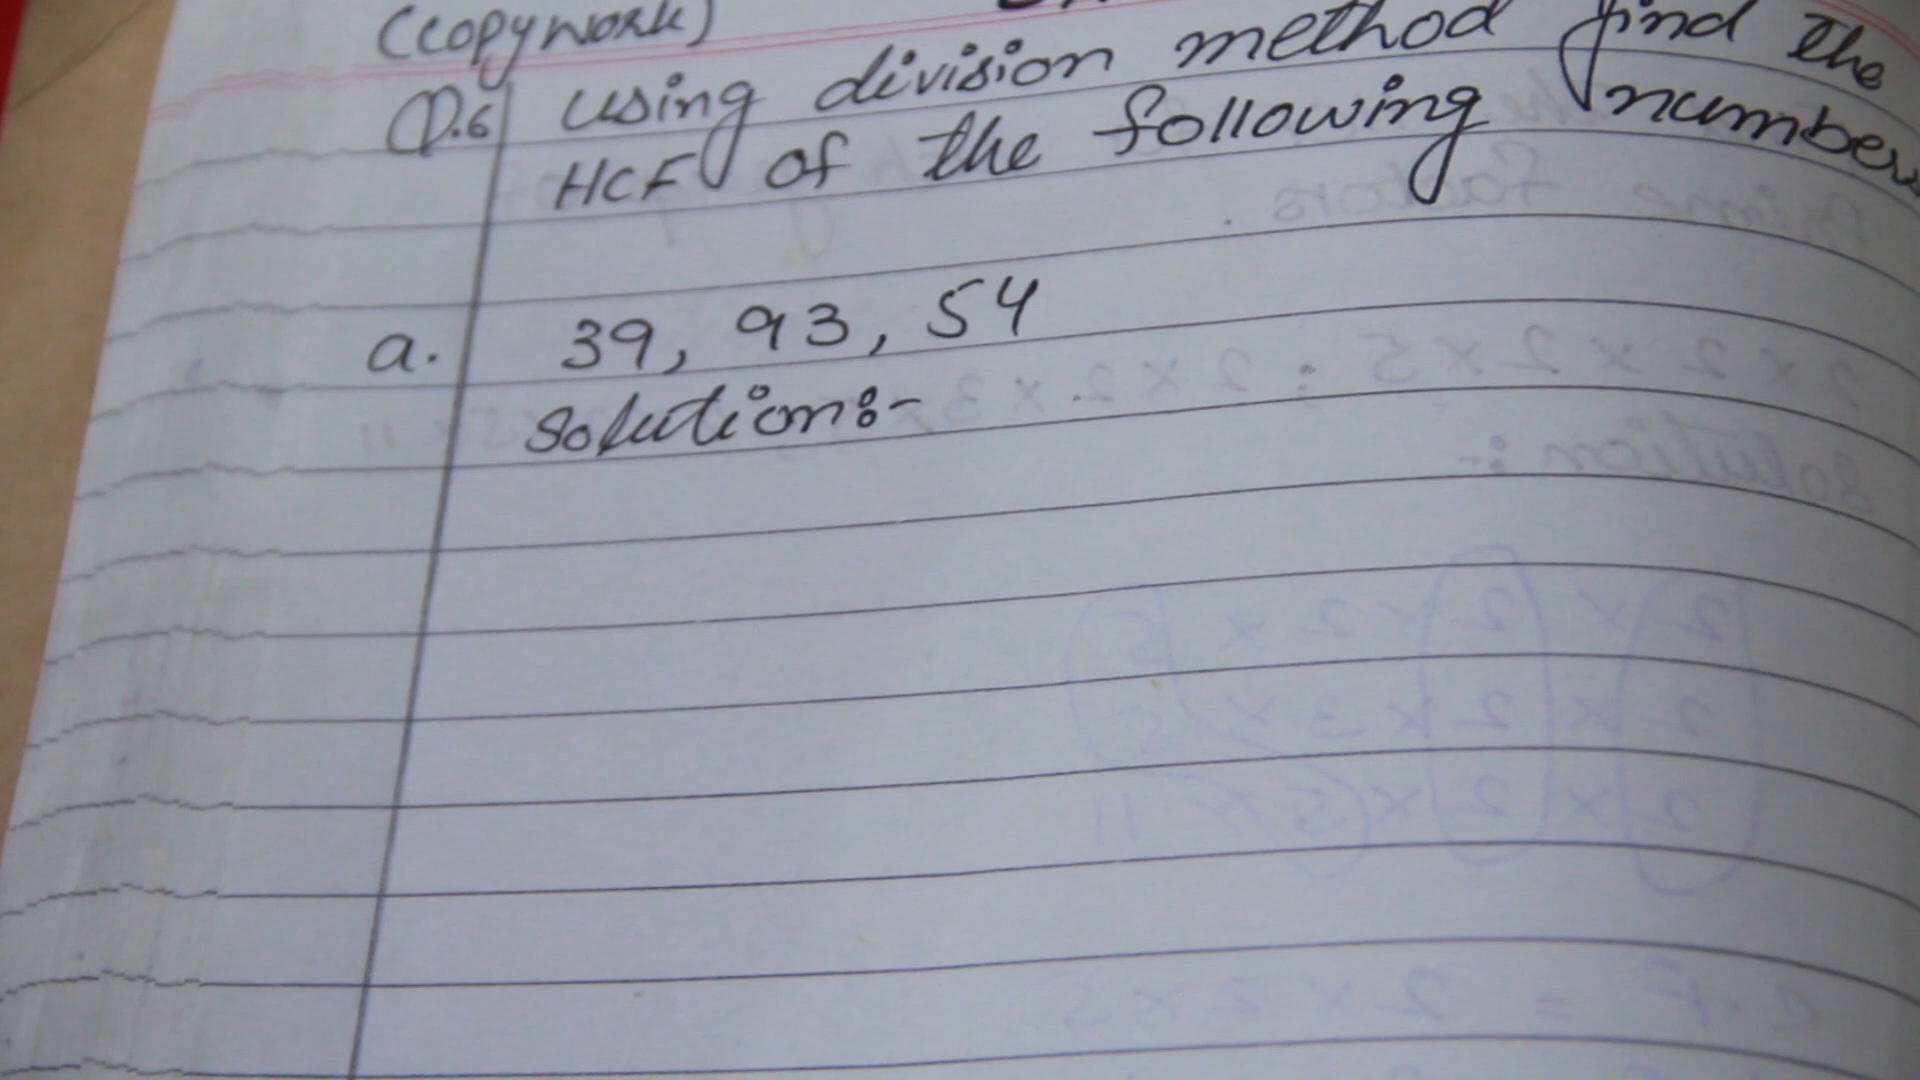 (Copywork)
Q.6 Using division method find the
HCF of the following numbers
a. 39, 93, 54
Solution:-